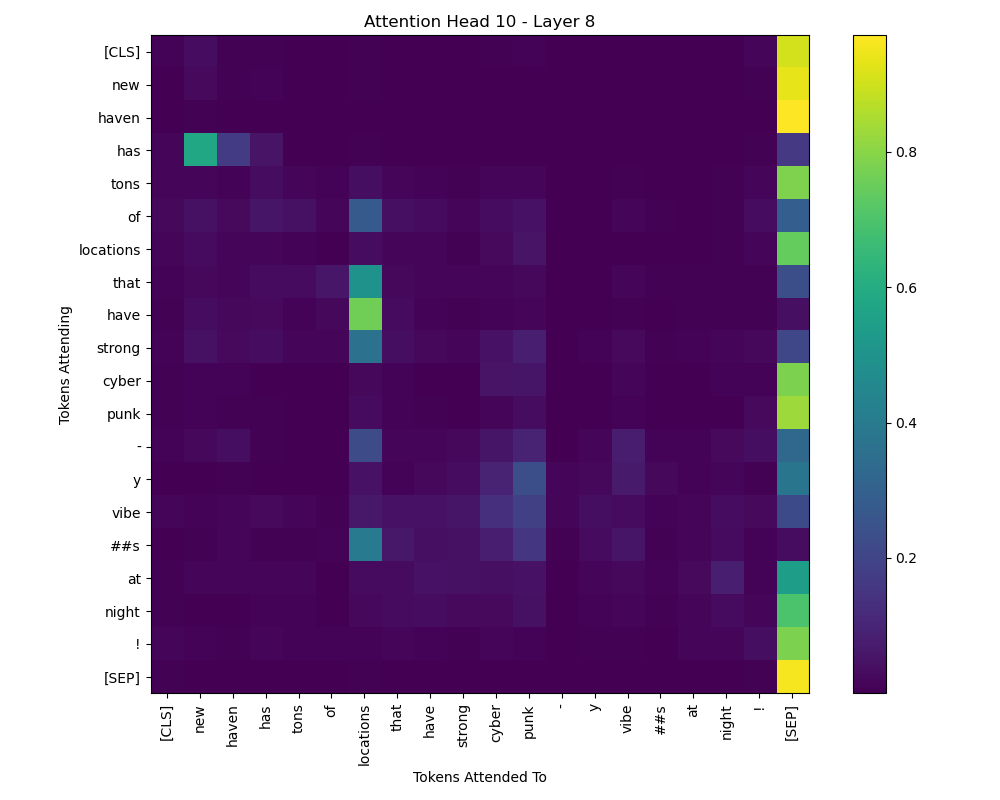 Attention Head 10 - Layer 8
[CLS]
new
haven
has
tons
of
locations
that
have
strong
cyber
punk
-
y
vibe
##s
at
night
!
[SEP]
Tokens Attending
[CLS]
new
haven
has
tons
of
locations
that
have
strong
cyber
punk
-
y
vibe
##s
at
night
!
[SEP]
Tokens Attended To
0.8
0.6
0.4
0.2